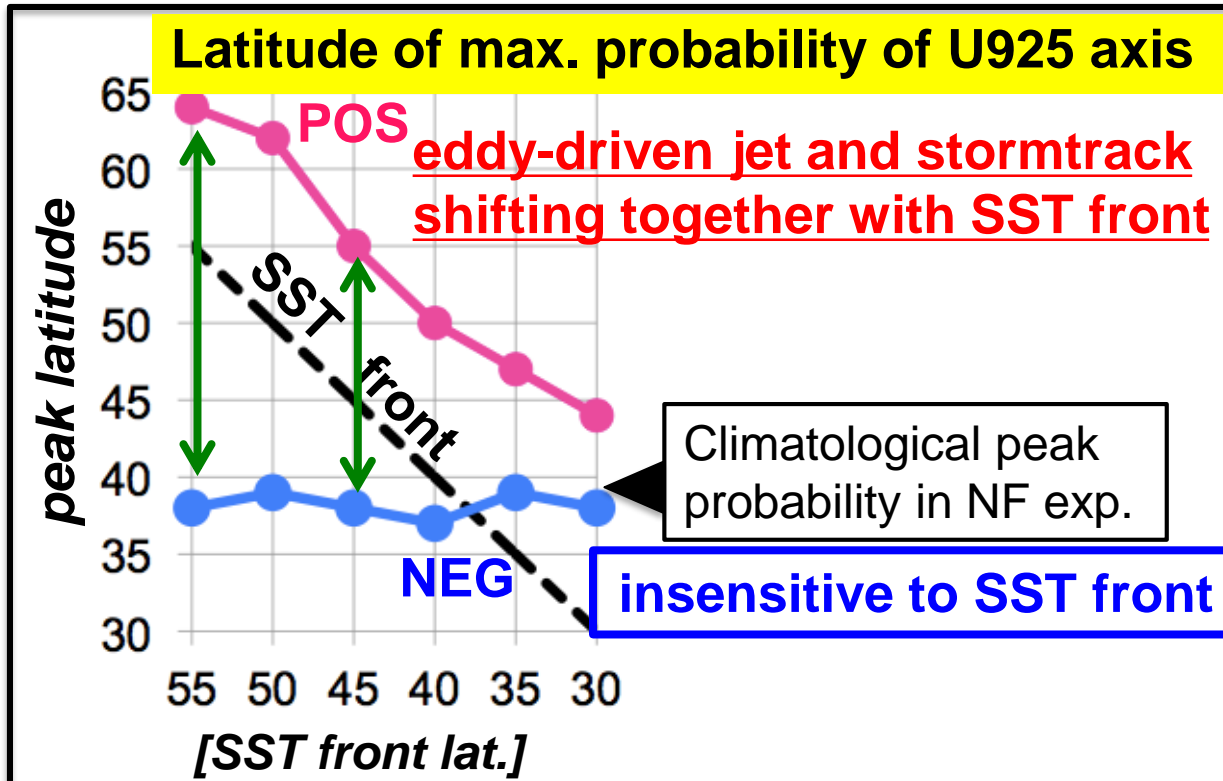 Latitude of max. probability of U925 axis
65
60
55
50
45
40
35
30
peak latitude
POS
eddy-driven jet and stormtrack
shifting together with SST front
SST front
Climatological peak
probability in NF exp.
NEG
insensitive to SST front
55 50 45 40 35 30
[SST front lat.]